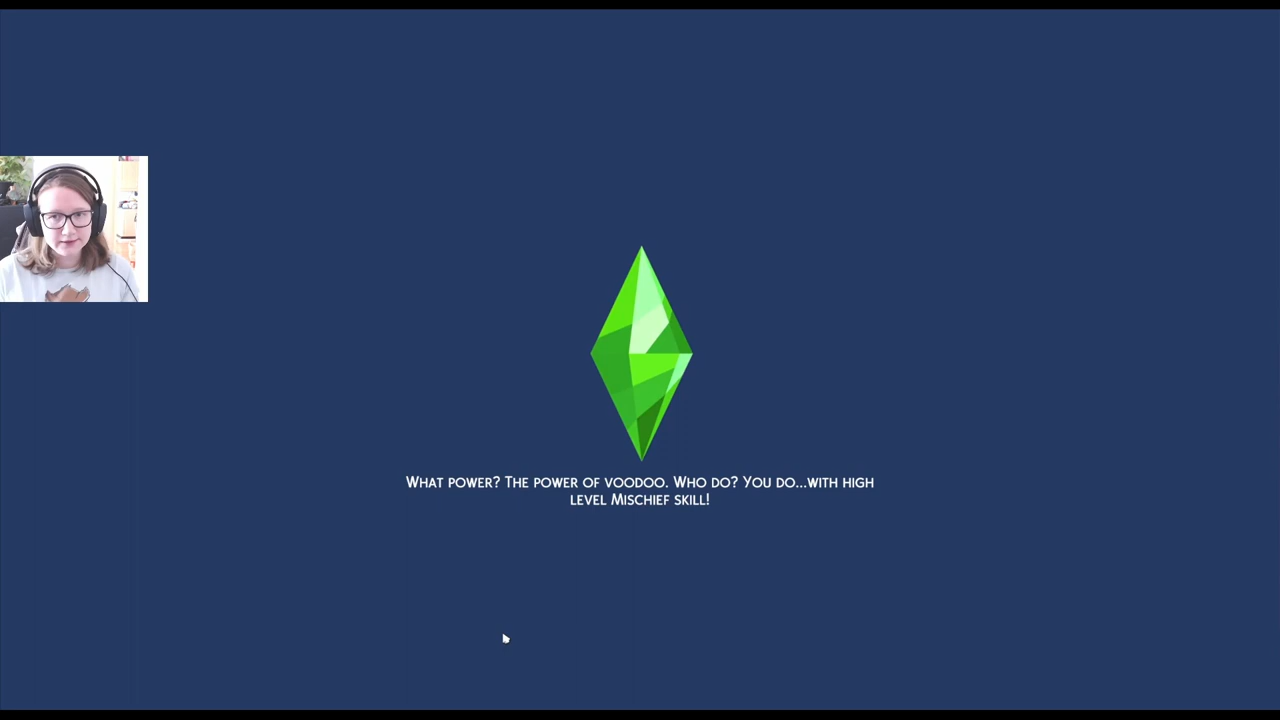 What power? The power of voodoo. Who do? You do...with high
level Mischief skill!